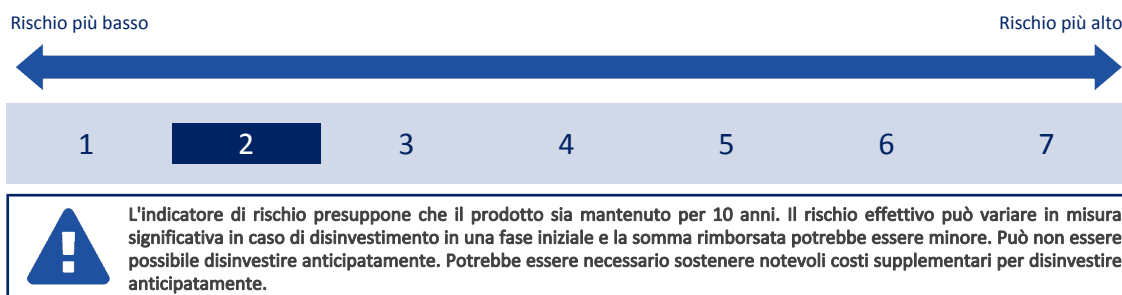 Rischio più basso
Rischio più alto
1 2 3 4 5 6 7
L'indicatore di rischio presuppone che il prodotto sia mantenuto per 10 anni. Il rischio effettivo può variare in misura
significativa in caso di disinvestimento in una fase iniziale e la somma rimborsata potrebbe essere minore. Può non essere
possibile disinvestire anticipatamente. Potrebbe essere necessario sostenere notevoli costi supplementari per disinvestire
anticipatamente.